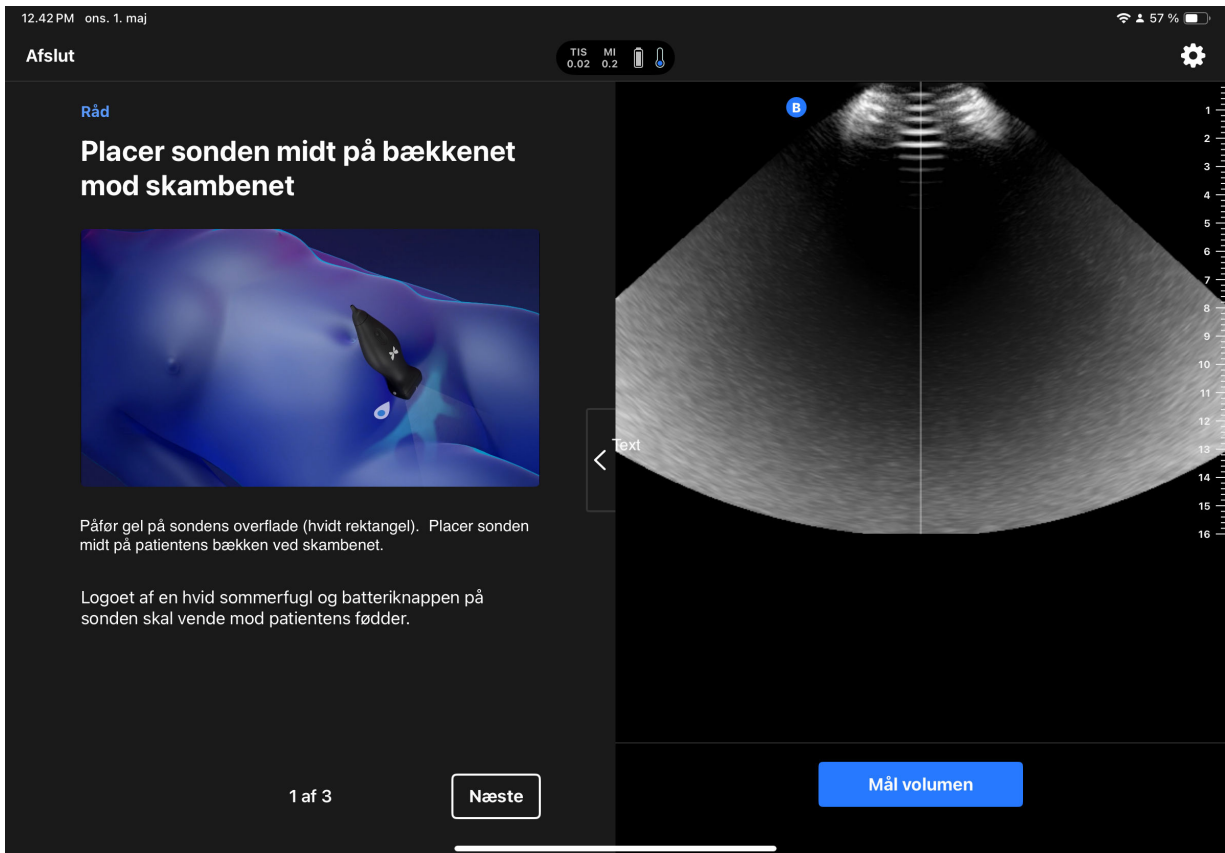 12.42 PM ons. 1. maj
57 %
Afslut
TIS MI
0.02 0.2
Råd
Placer sonden midt på bækkenet
mod skambenet
Påfør gel på sondens overflade (hvidt rektangel).  Placer sonden
midt på patientens bækken ved skambenet.
Logoet af en hvid sommerfugl og batteriknappen på
sonden skal vende mod patientens fødder.
1 af 3
Næste
Text
B
1
2
3
4
5
6
7
8
9
10
11
12
13
14
15
16
Mål volumen